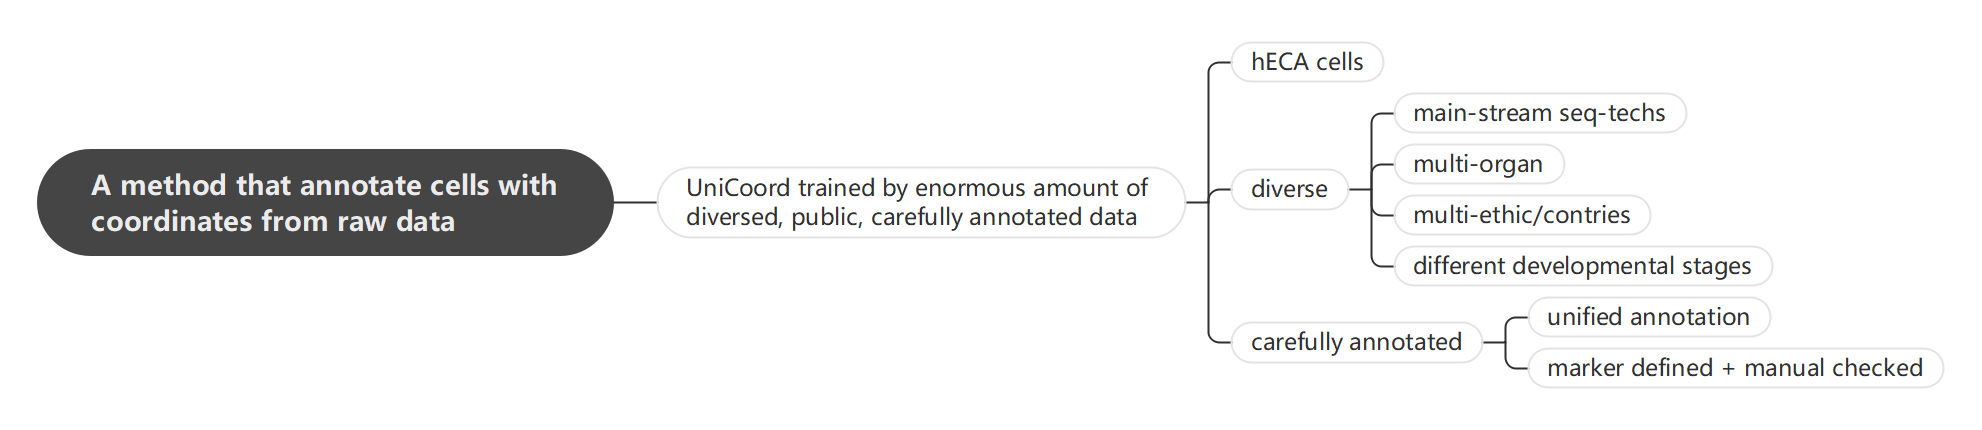 A method that annotate cells with
coordinates from raw data
UniCoord trained by enormous amount of
diversed, public, carefully annotated data
hECA cells
diverse
main-stream seq-techs
multi-organ
multi-ethic/contries
different developmental stages
carefully annotated
unified annotation
marker defined + manual checked